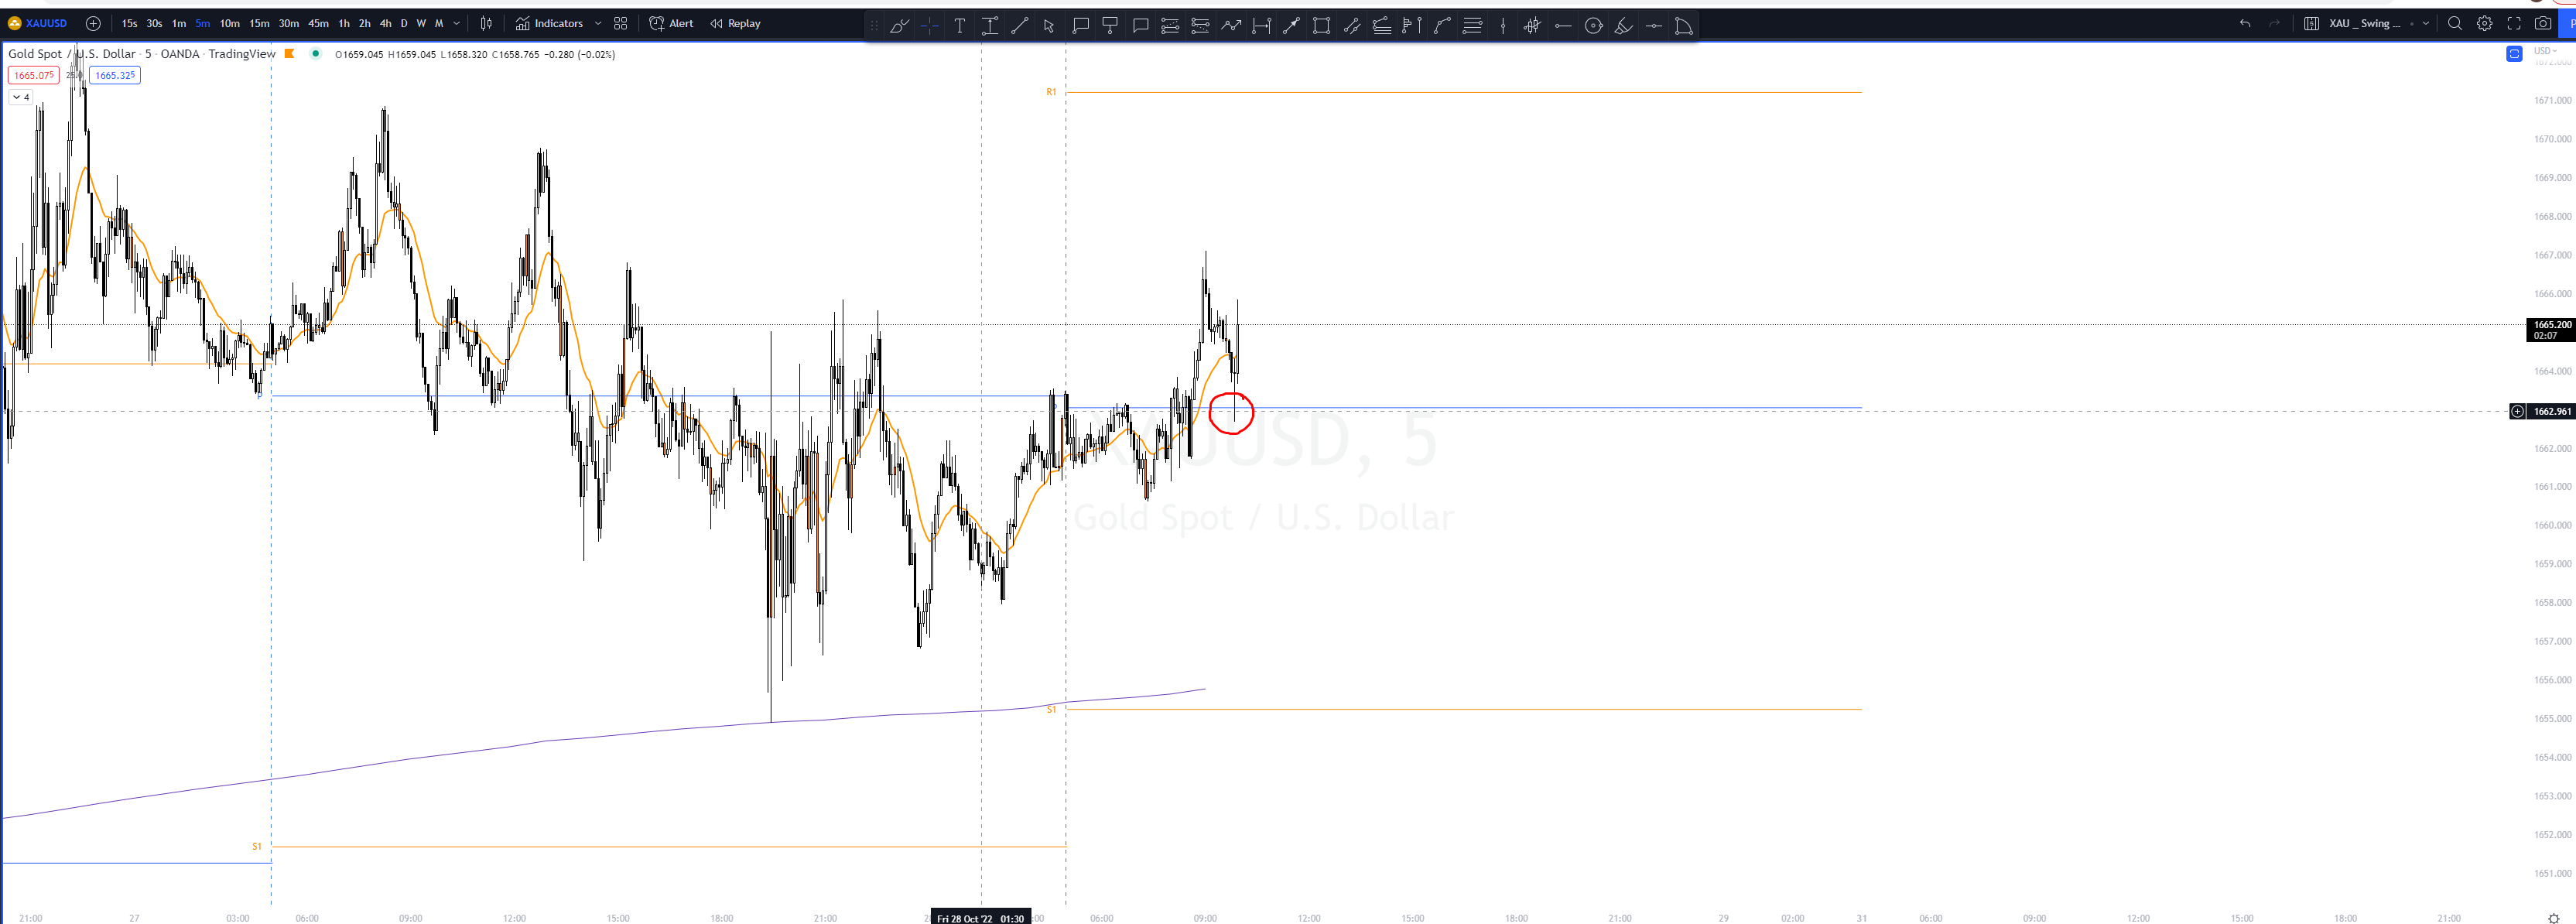 XAUUSD 15s 30s 1m 5m 10m 15m 30m 45m 1h 2h 4h D W M Indicators Alert Replay XAU _ Swing ...
Gold Spot / U.S. Dollar · 5 · OANDA · TradingView O1659.045 H1659.045 L1658.320 C1658.765 −0.280 (−0.02%)
USD
1672.000
1665.075 25.0 1665.325
4
R1
1671.000
1670.000
1669.000
1668.000
1667.000
1666.000
1665.200
02:07
1664.000
P
1662.961
XAUUSD, 5
1662.000
1661.000
Gold Spot / U.S. Dollar
1660.000
1659.000
1658.000
1657.000
1656.000
S1
1655.000
1654.000
1653.000
1652.000
S1
1651.000
21:00 27 03:00 06:00 09:00 12:00 15:00 18:00 21:00 Fri 28 Oct '22 01:30 06:00 09:00 12:00 15:00 18:00 21:00 29 02:00 31 06:00 09:00 12:00 15:00 18:00 21:00